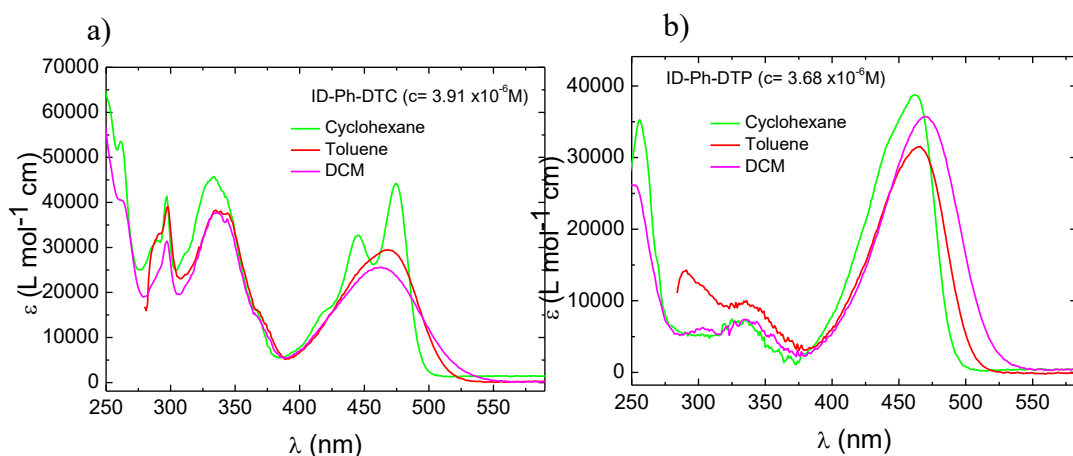 a)
ε (L mol-1 cm)
70000
60000
50000
40000
30000
20000
10000
0
ID-Ph-DTC (c= 3.91 x10-6M)
Cyclohexane
Toluene
DCM
250 300 350 400 450 500 550
λ (nm)
b)
ε (L mol-1 cm)
40000
30000
20000
10000
0
ID-Ph-DTP (c= 3.68 x10-6M)
Cyclohexane
Toluene
DCM
250 300 350 400 450 500 550
λ (nm)